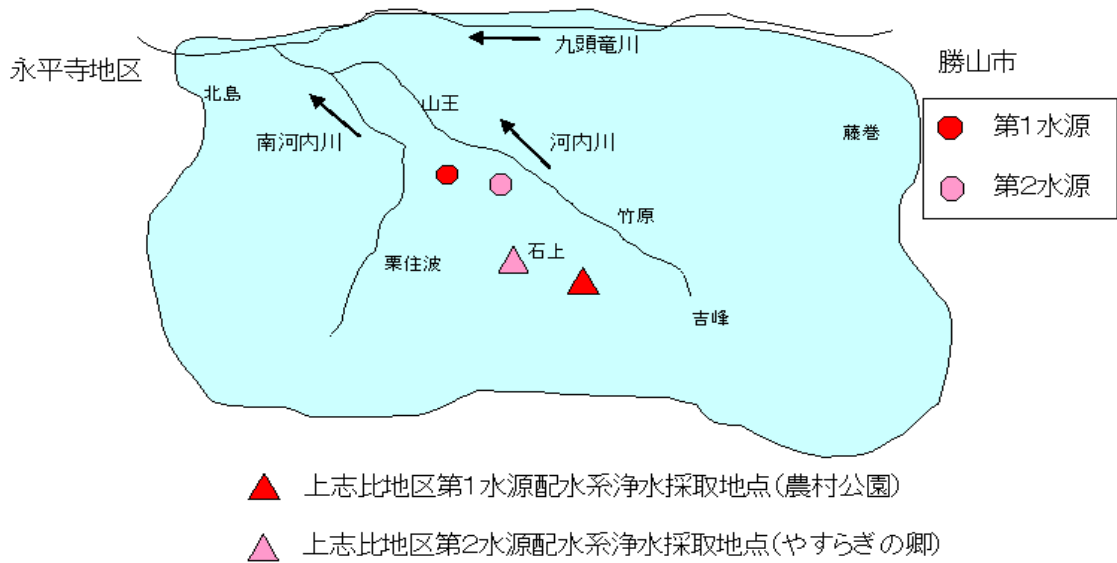 九頭竜川
永平寺地区
勝山市
北島
山王
藤巻
南河内川
河内川
第1水源
第2水源
竹原
栗住波
石上
吉峰
上志比地区第1水源配水系浄水採取地点(農村公園)
上志比地区第2水源配水系浄水採取地点(やすらぎの郷)